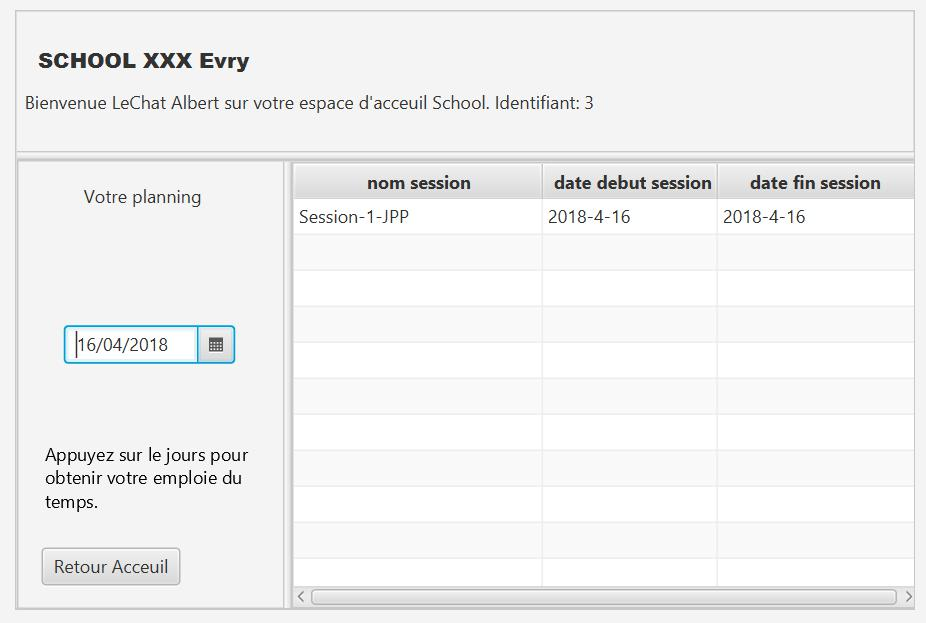 SCHOOL XXX Evry
Bienvenue LeChat Albert sur votre espace d'acceuil School. Identifiant: 3
Votre planning
16/04/2018
Appuyez sur le jours pour
obtenir votre emploie du
temps.
Retour Acceuil
nom session date debut session date fin session
Session-1-JPP 2018-4-16 2018-4-16